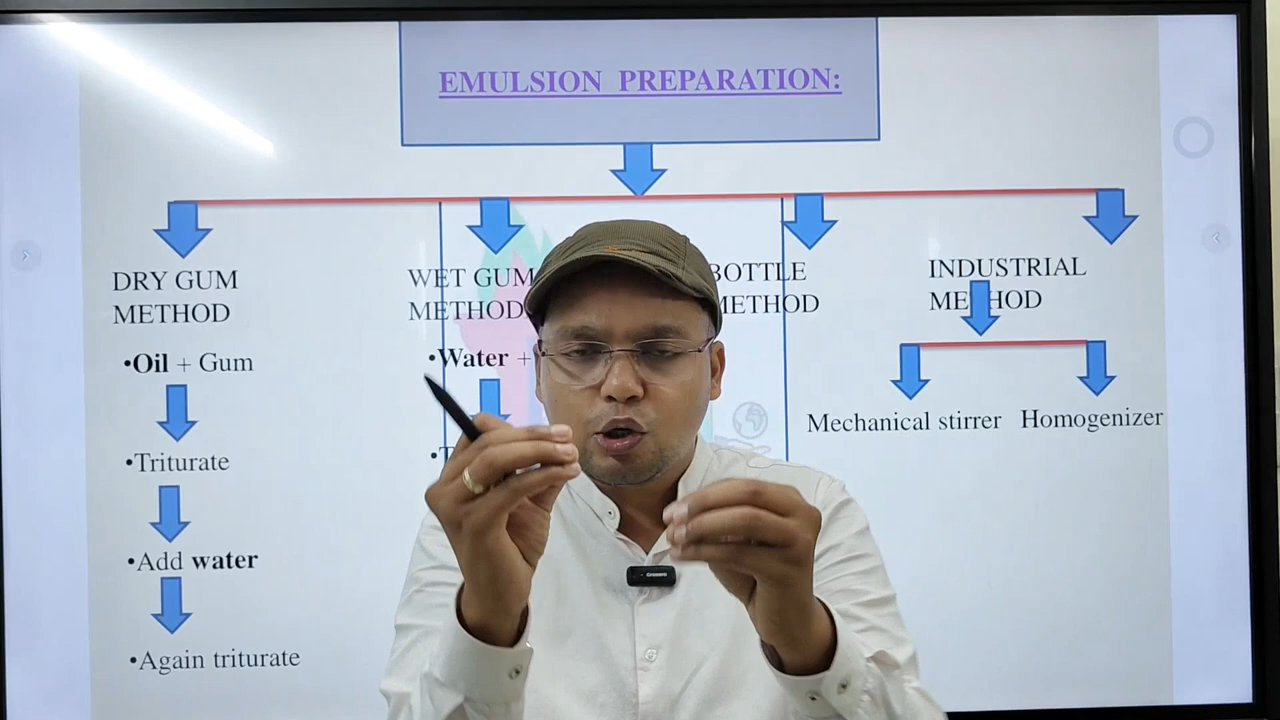 EMULSION PREPARATION:
DRY GUM
METHOD
•Oil + Gum
•Triturate
•Add water
•Again triturate
WET GUM
METHOD
•Water +
BOTTLE
METHOD
INDUSTRIAL
METHOD
Mechanical stirrer
Homogenizer